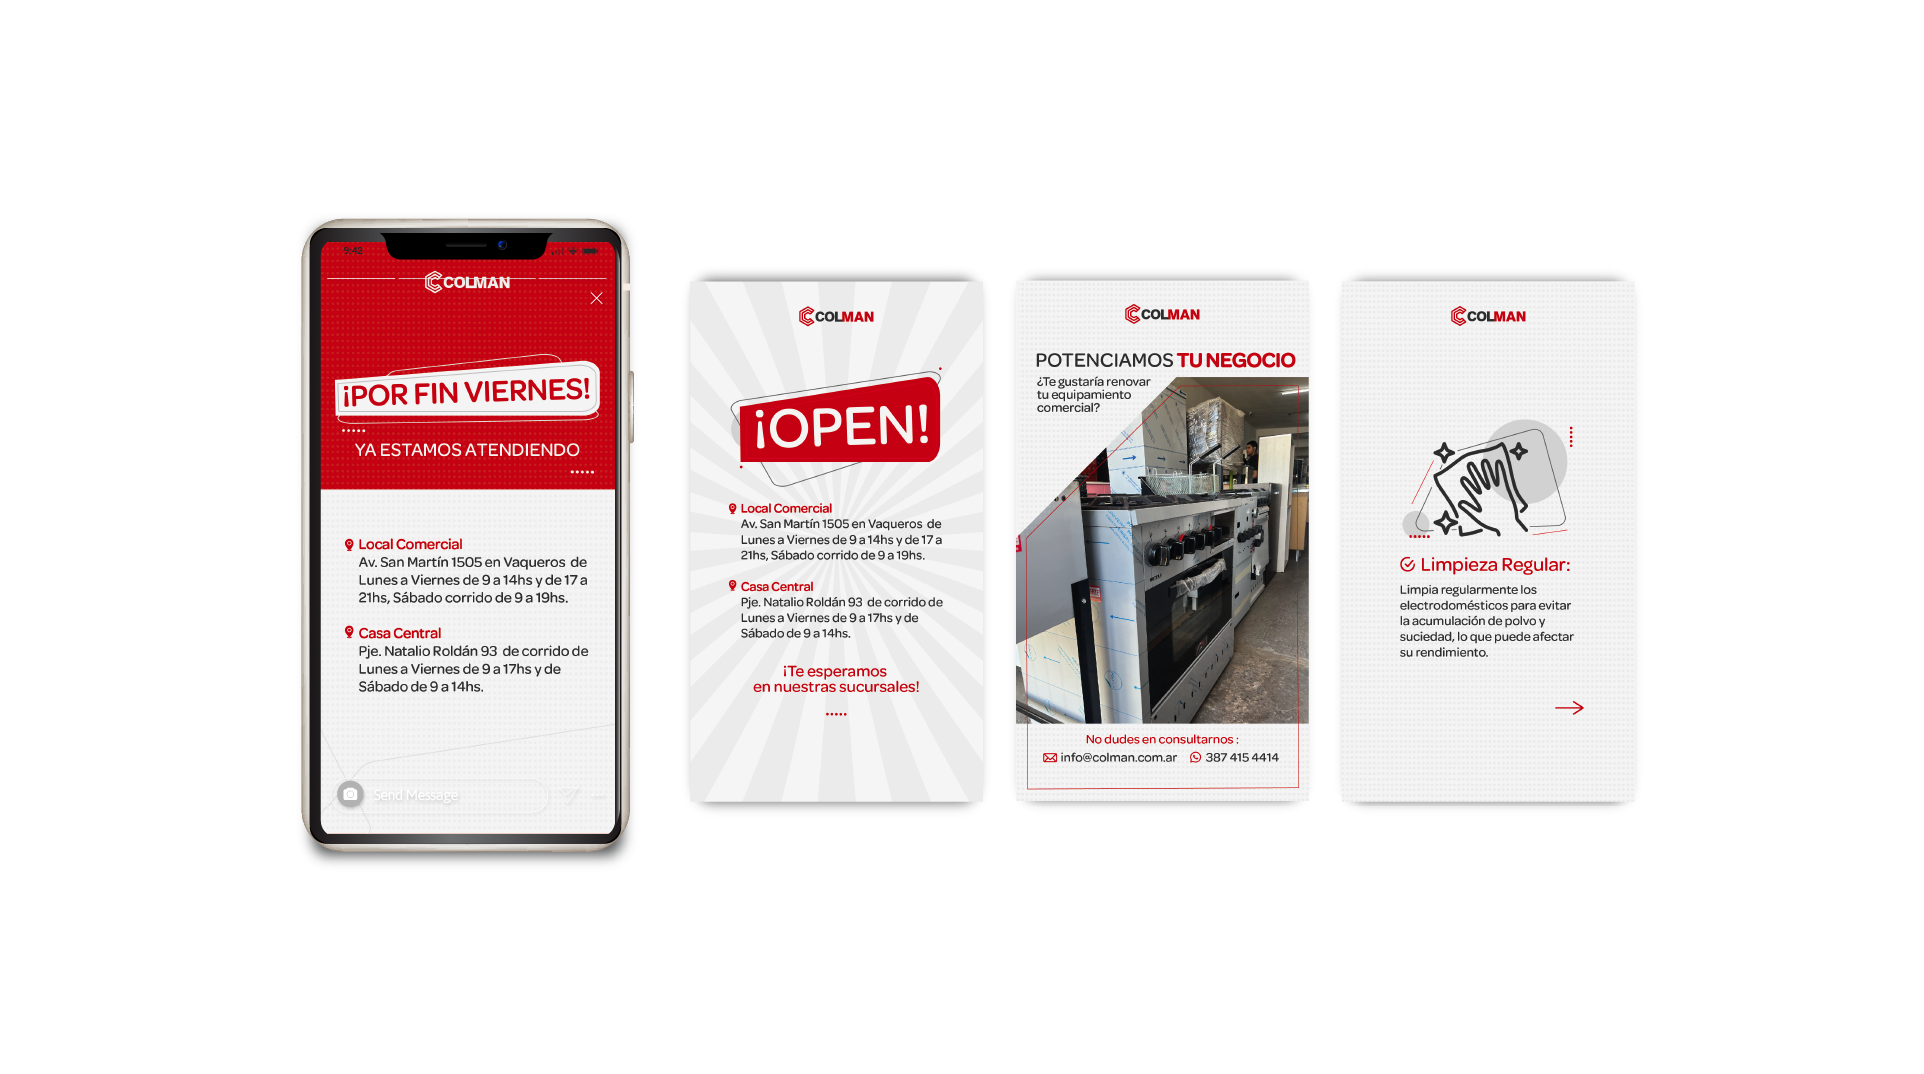 9:42
COLMAN
¡POR FIN VIERNES!
YA ESTAMOS ATENDIENDO
Local Comercial
Av. San Martín 1505 en Vaqueros de
Lunes a Viernes de 9 a 14hs y de 17 a
21hs, Sábado corrido de 9 a 19hs.
Casa Central
Pje. Natalio Roldán 93 de corrido de
Lunes a Viernes de 9 a 17hs y de
Sábado de 9 a 14hs.
Send Message
COLMAN
¡OPEN!
Local Comercial
Av. San Martín 1505 en Vaqueros de
Lunes a Viernes de 9 a 14hs y de 17 a
21hs, Sábado corrido de 9 a 19hs.
Casa Central
Pje. Natalio Roldán 93 de corrido de
Lunes a Viernes de 9 a 17hs y de
Sábado de 9 a 14hs.
¡Te esperamos
en nuestras sucursales!
COLMAN
POTENCIAMOS TU NEGOCIO
¿Te gustaría renovar
tu equipamiento
comercial?
No dudes en consultarnos :
info@colman.com.ar 387 415 4414
COLMAN
Limpieza Regular:
Limpia regularmente los
electrodomésticos para evitar
la acumulación de polvo y
suciedad, lo que puede afectar
su rendimiento.